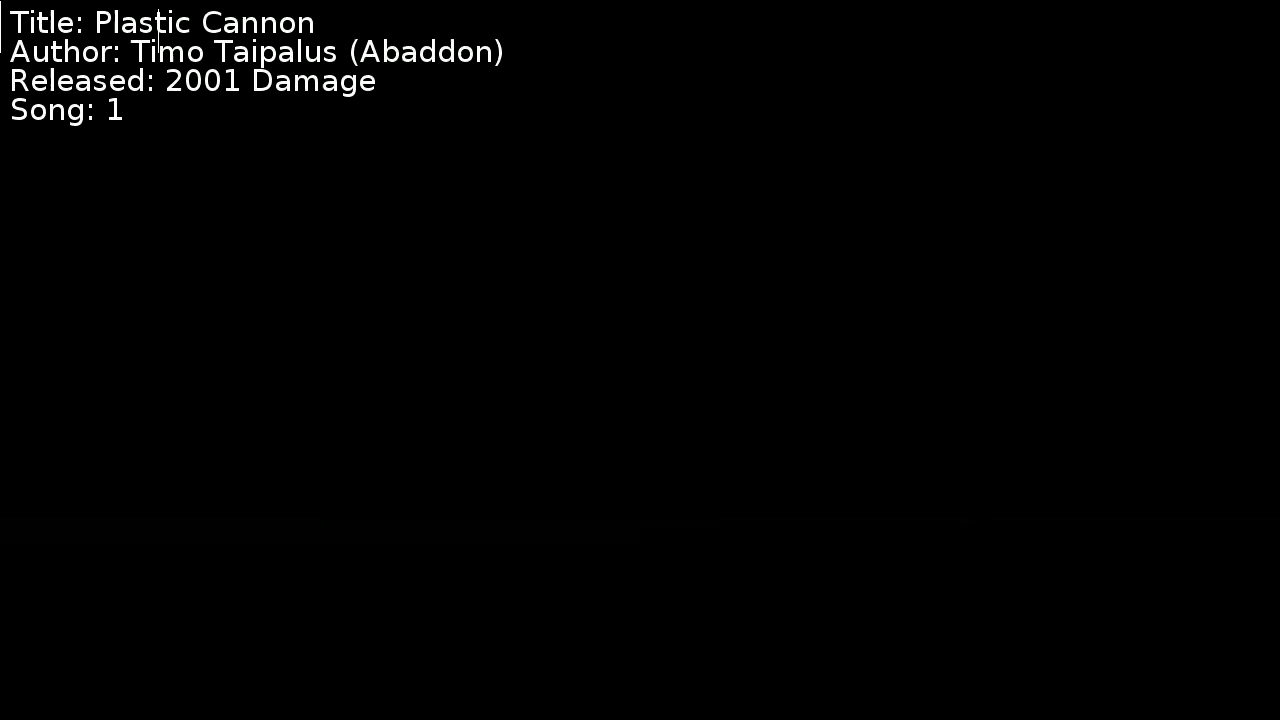 Title: Plastic Cannon
Author: Timo Taipalus (Abaddon)
Released: 2001 Damage
Song: 1